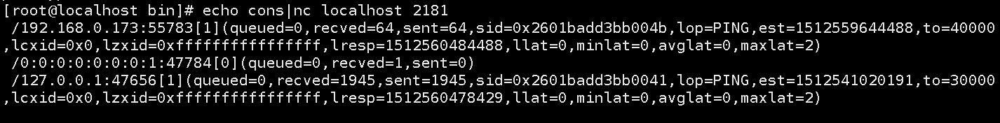 [root@localhost bin]# echo cons|nc localhost 2181
/192.168.0.173:55783[1](queued=0,recved=64,sent=64,sid=0x2601badd3bb004b,lop=PING,est=1512559644488,to=40000
,lcxid=0x0,lzxid=0xffffffffffffffff,lresp=1512560484488,llat=0,minlat=0,avglat=0,maxlat=2)
/0:0:0:0:0:0:0:1:47784[0](queued=0,recved=1,sent=0)
/127.0.0.1:47656[1](queued=0,recved=1945,sent=1945,sid=0x2601badd3bb0041,lop=PING,est=1512541020191,to=30000
,lcxid=0x0,lzxid=0xffffffffffffffff,lresp=1512560478429,llat=0,minlat=0,avglat=0,maxlat=2)